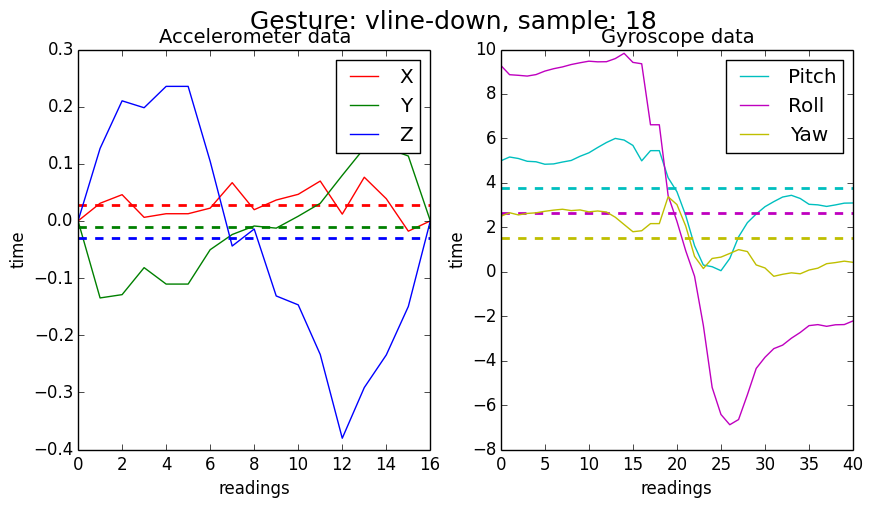 Gesture: vline-down, sample: 18
Accelerometer data
0.3
0.2
0.1
0.0
−0.1
−0.2
−0.3
−0.4
time
0 2 4 6 8 10 12 14 16
readings
X
Y
Z
Gyroscope data
10
8
6
4
2
0
−2
−4
−6
−8
time
0 5 10 15 20 25 30 35 40
readings
Pitch
Roll
Yaw